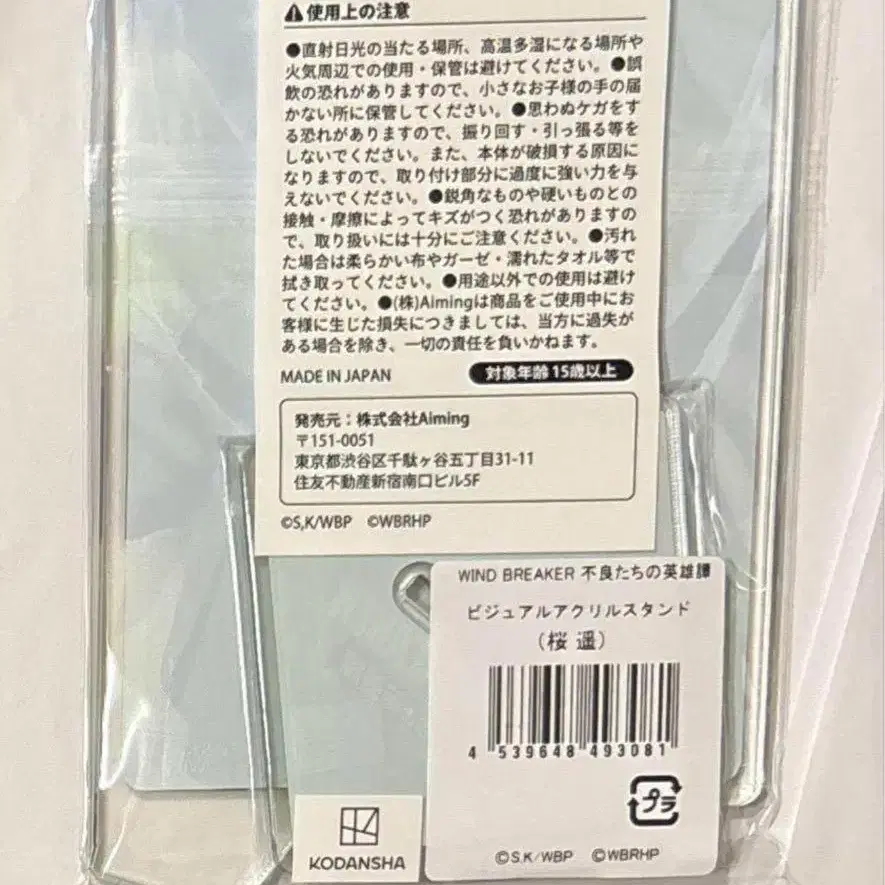 ⚠使用上の注意
●直射日光の当たる場所、高温多湿になる場所や
火気周辺での使用・保管は避けてください。●誤
飲の恐れがありますので、小さなお子様の手の届
かない所に保管してください。●思わぬケガをす
る恐れがありますので、振り回す・引っ張る等を
しないでください。また、本体が破損する原因に
なりますので、取り付け部分に過度に強い力を与
えないでください。●鋭角なものや硬いものとの
接触・摩擦によってキズがつく恐れがありますの
で、取り扱いには十分にご注意ください。●汚れ
た場合は柔らかい布やガーゼ・濡れたタオル等で
拭き取ってください。●用途以外での使用は避け
てください。●(株)Aimingは商品をご使用中にお
客様に生じた損失につきましては、当方に過失が
ある場合を除き、一切の責任を負いかねます。
MADE IN JAPAN
対象年齢15歳以上
発売元：株式会社Aiming
〒151-0051
東京都渋谷区千駄ヶ谷五丁目31-11
住友不動産新宿南口ビル5F
©S,K/WBP ©WBRHP
WIND BREAKER 不良たちの英雄譚
ビジュアルアクリルスタンド
（桜 遥）
4 539648 493081
プラ
©S.K/WBP ©WBRHP
KODANSHA